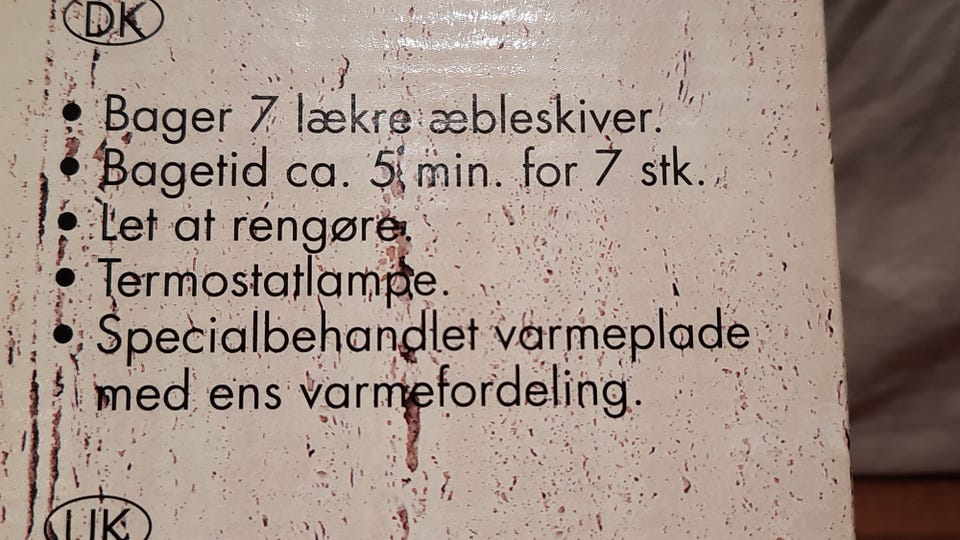 DK
• Bager 7 lækre æbleskiver.
• Bagetid ca. 5 min. for 7 stk.
• Let at rengøre.
• Termostatlampe.
• Specialbehandlet varmeplade
med ens varmefordeling.
UK